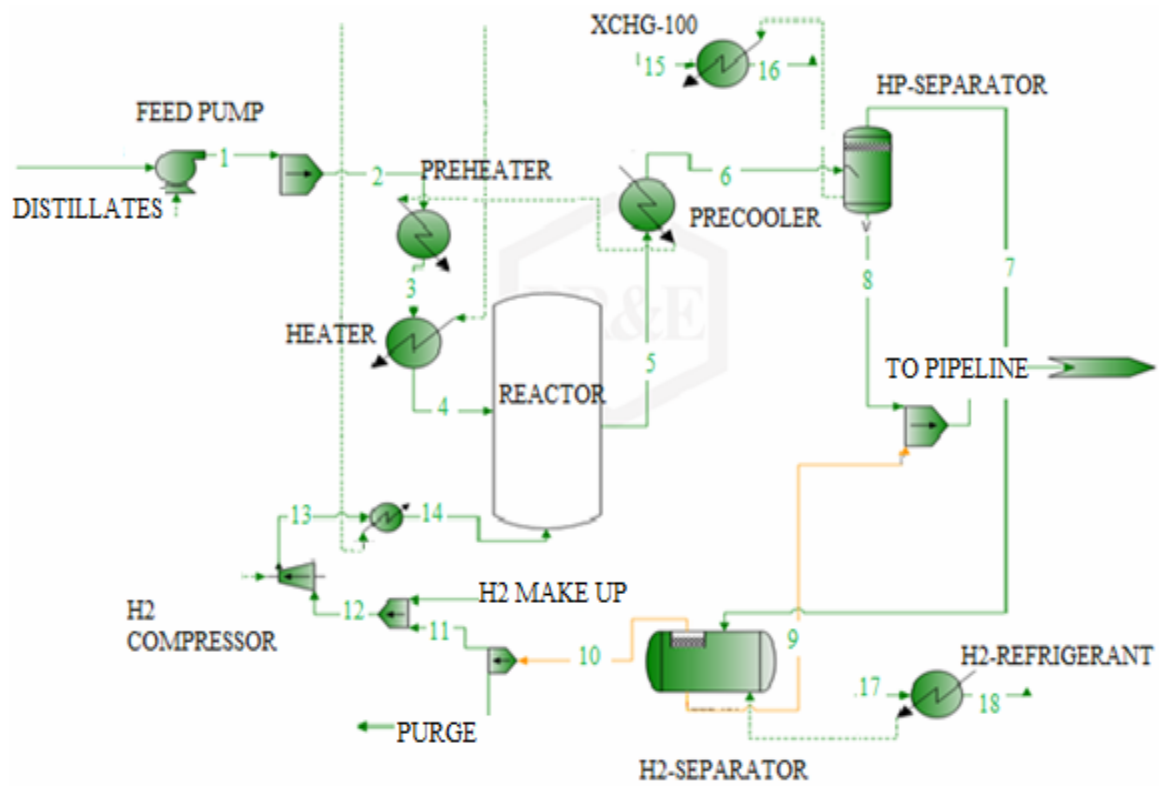 XCHG-100
15
16
HP-SEPARATOR
FEED PUMP
1
2
PREHEATER
6
DISTILLATES
PRECOOLER
3
8
7
HEATER
R&E
5
TO PIPELINE
REACTOR
4
13
14
H2 MAKE UP
H2
COMPRESSOR
12
11
9
10
H2-REFRIGERANT
17
18
PURGE
H2-SEPARATOR